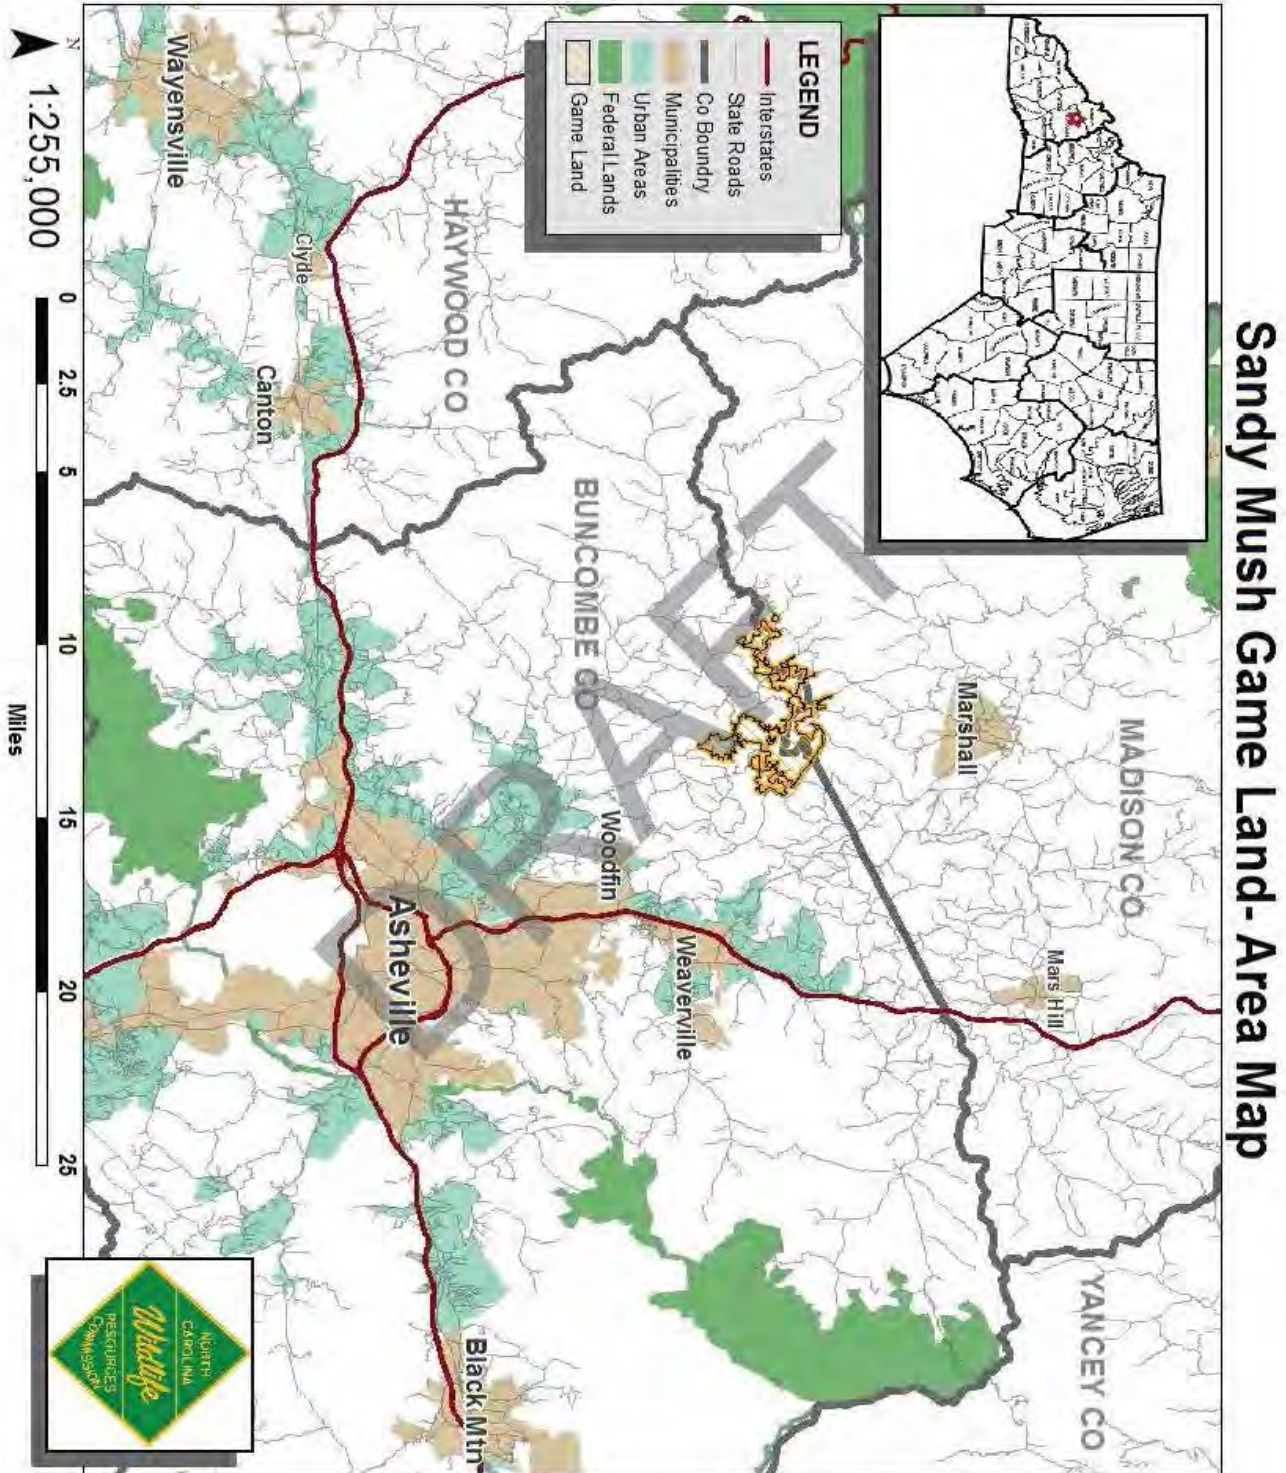 Sandy Mush Game Land- Area Map
LEGEND
Interstates
State Roads
Co Boundry
Municipalities
Urban Areas
Federal Lands
Game Land
MADISON CO
YANCEY CO
Marshall
Mars Hill
HAYWOOD CO
BUNCOMBE CO
Woodfin
Weaverville
Wayensville
Clyde
Canton
Asheville
Black Mtn
DRAFT
N
1:255,000
0 2.5 5 10 15 20 25
Miles
NORTH
CAROLINA
Wildlife
RESOURCES
COMMISSION